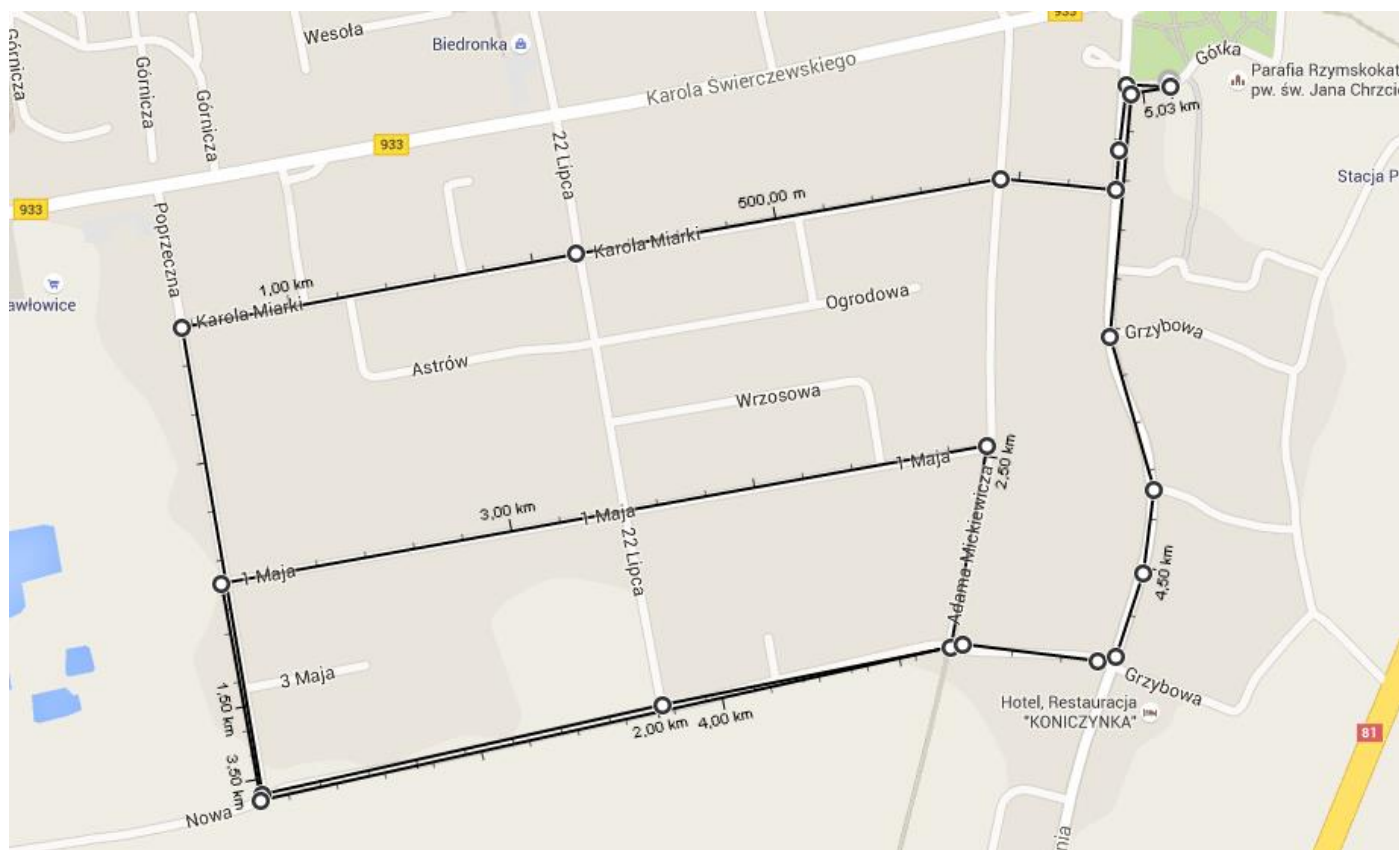 933
Górnicza
Górnicza
Górnicza
Wesoła
Biedronka
Karola Świerczewskiego
Górka
Parafia Rzymskokat
pw. św. Jana Chrzci
5,03 km
933
22 Lipca
Stacja P
933
Poprzeczna
500,00 m
Karola Miarki
1,00 km
Karola Miarki
awłowice
Ogrodowa
Grzybowa
Astrów
Wrzosowa
1 Maja
2,50 km
3,00 km
1 Maja
22 Lipca
1 Maja
Adama Mickiewicza
4,50 km
3 Maja
Grzybowa
Hotel, Restauracja
"KONICZYNKA"
1,50 km
2,00 km
4,00 km
81
3,50 km
Nowa
nia